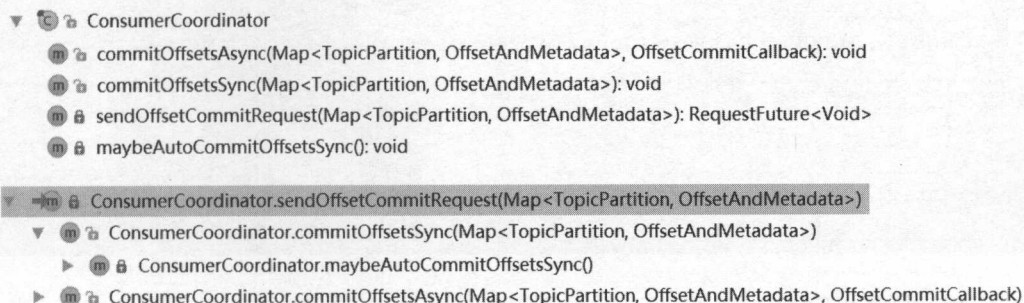 ConsumerCoordinator
commitOffsetsAsync(Map<TopicPartition, OffsetAndMetadata>, OffsetCommitCallback): void
commitOffsetsSync(Map<TopicPartition, OffsetAndMetadata>): void
sendOffsetCommitRequest(Map<TopicPartition, OffsetAndMetadata>): RequestFuture<Void>
maybeAutoCommitOffsetsSync(): void
ConsumerCoordinator.sendOffsetCommitRequest(Map<TopicPartition, OffsetAndMetadata>)
ConsumerCoordinator.commitOffsetsSync(Map<TopicPartition, OffsetAndMetadata>)
ConsumerCoordinator.maybeAutoCommitOffsetsSync()
ConsumerCoordinator.commitOffsetsAsync(Map<TopicPartition, OffsetAndMetadata>, OffsetCommitCallback)